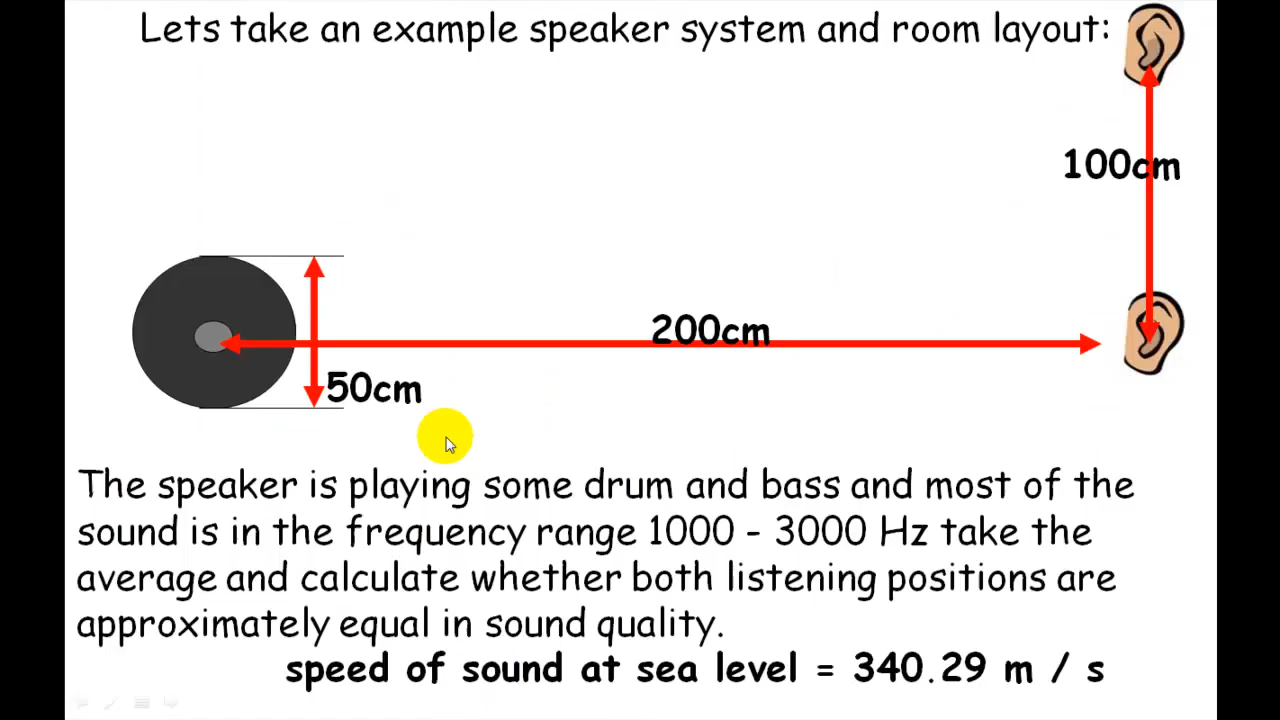 Lets take an example speaker system and room layout:
100cm
200cm
50cm
The speaker is playing some drum and bass and most of the
sound is in the frequency range 1000 - 3000 Hz take the
average and calculate whether both listening positions are
approximately equal in sound quality.
speed of sound at sea level = 340.29 m / s